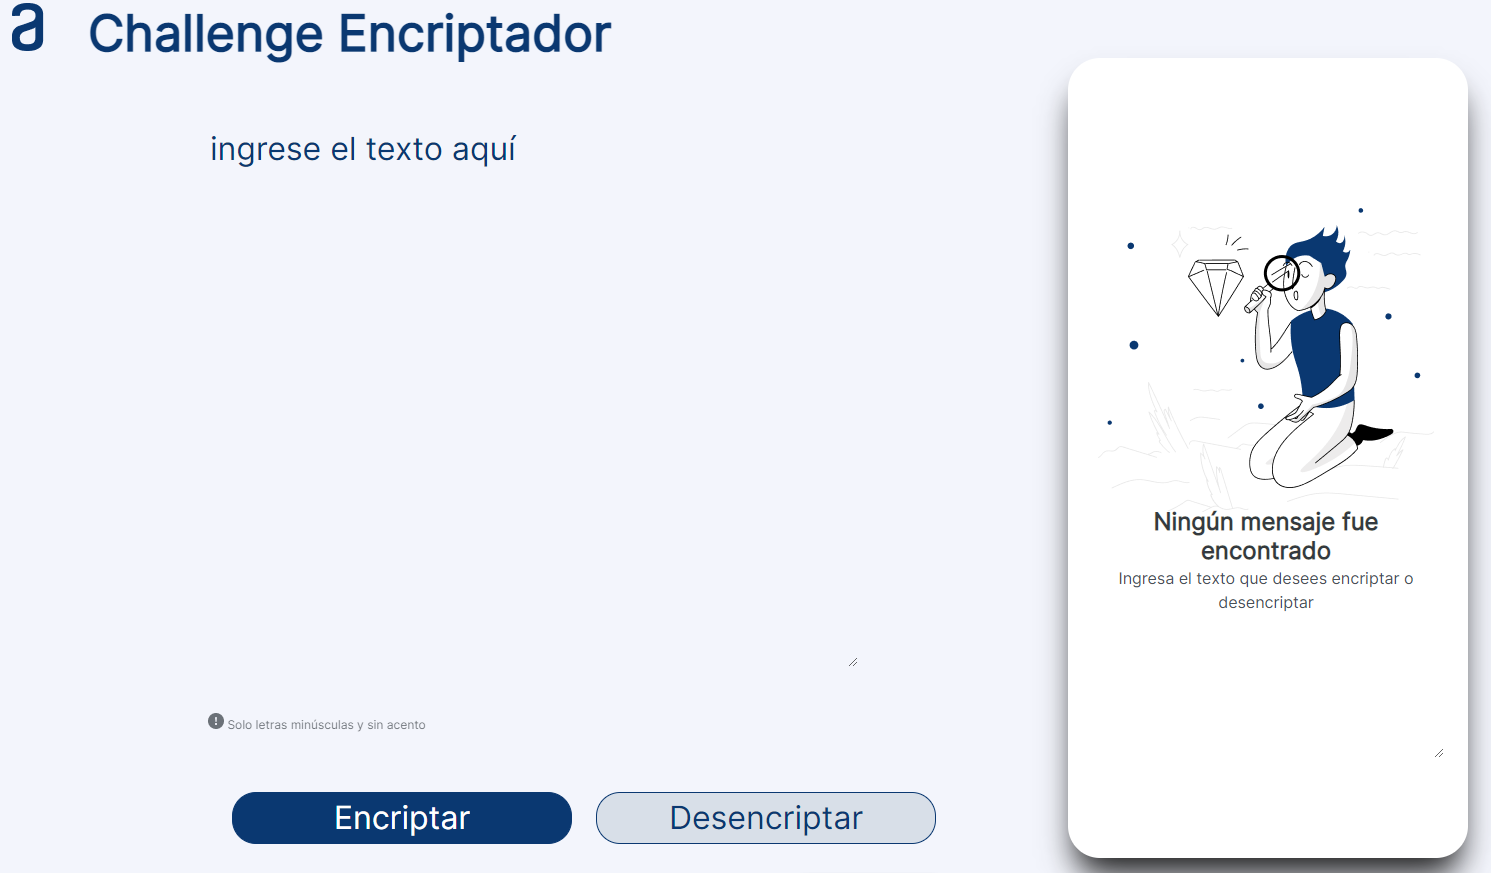 a Challenge Encriptador
ingrese el texto aquí
Solo letras minúsculas y sin acento
Encriptar
Desencriptar
Ningún mensaje fue
encontrado
Ingresa el texto que desees encriptar o
desencriptar